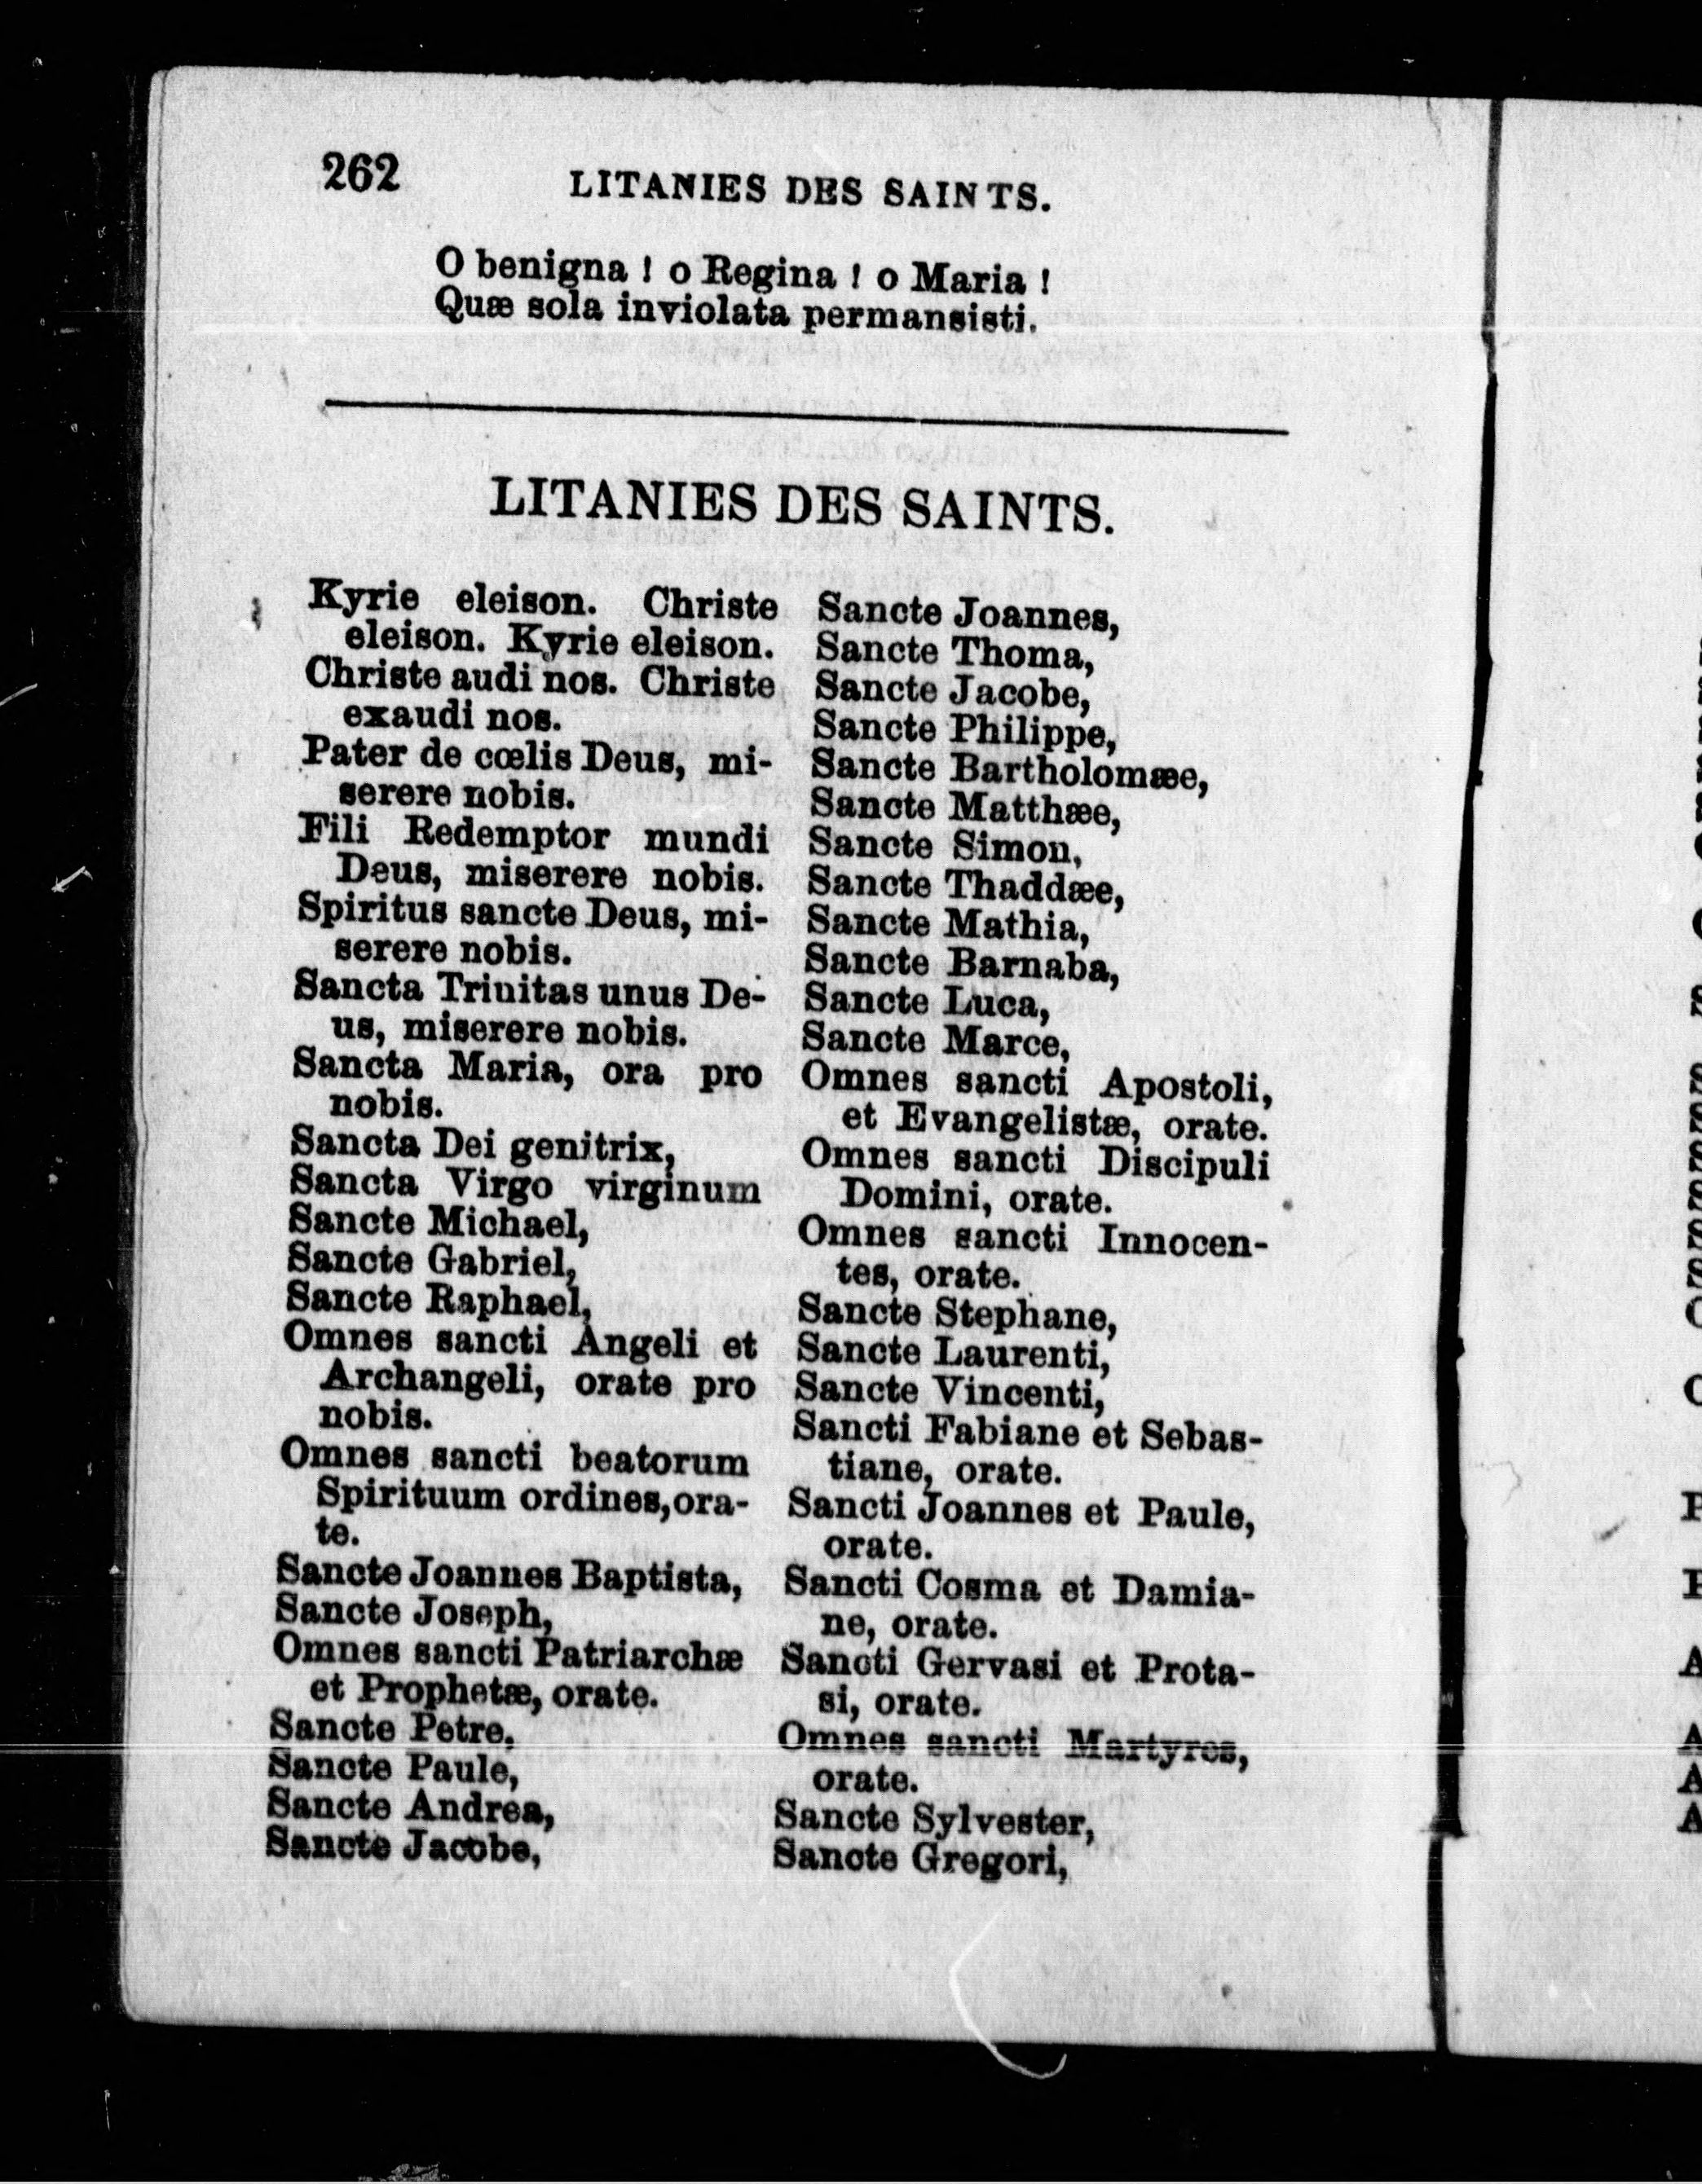 262
LITANIES DES SAINTS.
O benigna ! o Regina ! o Maria !
Quæ sola inviolata permansisti.
LITANIES DES SAINTS.
Kyrie eleison. Christe
eleison. Kyrie eleison.
Christe audi nos. Christe
exaudi nos.
Pater de cœlis Deus, mi-
serere nobis.
Fili Redemptor mundi
Deus, miserere nobis.
Spiritus sancte Deus, mi-
serere nobis.
Sancta Trinitas unus De-
us, miserere nobis.
Sancta Maria, ora pro
nobis.
Sancta Dei genitrix,
Sancta Virgo virginum
Sancte Michael,
Sancte Gabriel,
Sancte Raphael,
Omnes sancti Angeli et
Archangeli, orate pro
nobis.
Omnes sancti beatorum
Spirituum ordines, ora-
te.
Sancte Joannes Baptista,
Sancte Joseph,
Omnes sancti Patriarchæ
et Prophetæ, orate.
Sancte Petre,
Sancte Paule,
Sancte Andrea,
Sancte Jacobe,
Sancte Joannes,
Sancte Thoma,
Sancte Jacobe,
Sancte Philippe,
Sancte Bartholomæe,
Sancte Matthæe,
Sancte Simon,
Sancte Thaddæe,
Sancte Mathia,
Sancte Barnaba,
Sancte Luca,
Sancte Marce,
Omnes sancti Apostoli,
et Evangelistæ, orate.
Omnes sancti Discipuli
Domini, orate.
Omnes sancti Innocen-
tes, orate.
Sancte Stephane,
Sancte Laurenti,
Sancte Vincenti,
Sancti Fabiane et Sebas-
tiane, orate.
Sancti Joannes et Paule,
orate.
Sancti Cosma et Damia-
ne, orate.
Sancti Gervasi et Prota-
si, orate.
Omnes sancti Martyres,
orate.
Sancte Sylvester,
Sancte Gregori,